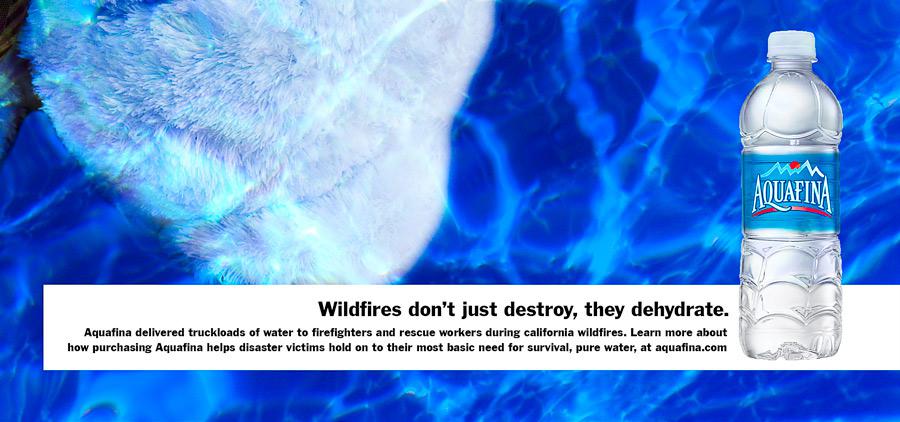 AQUAFINA
Wildfires don't just destroy, they dehydrate.
Aquafina delivered truckloads of water to firefighters and rescue workers during california wildfires. Learn more about
how purchasing Aquafina helps disaster victims hold on to their most basic need for survival, pure water, at aquafina.com